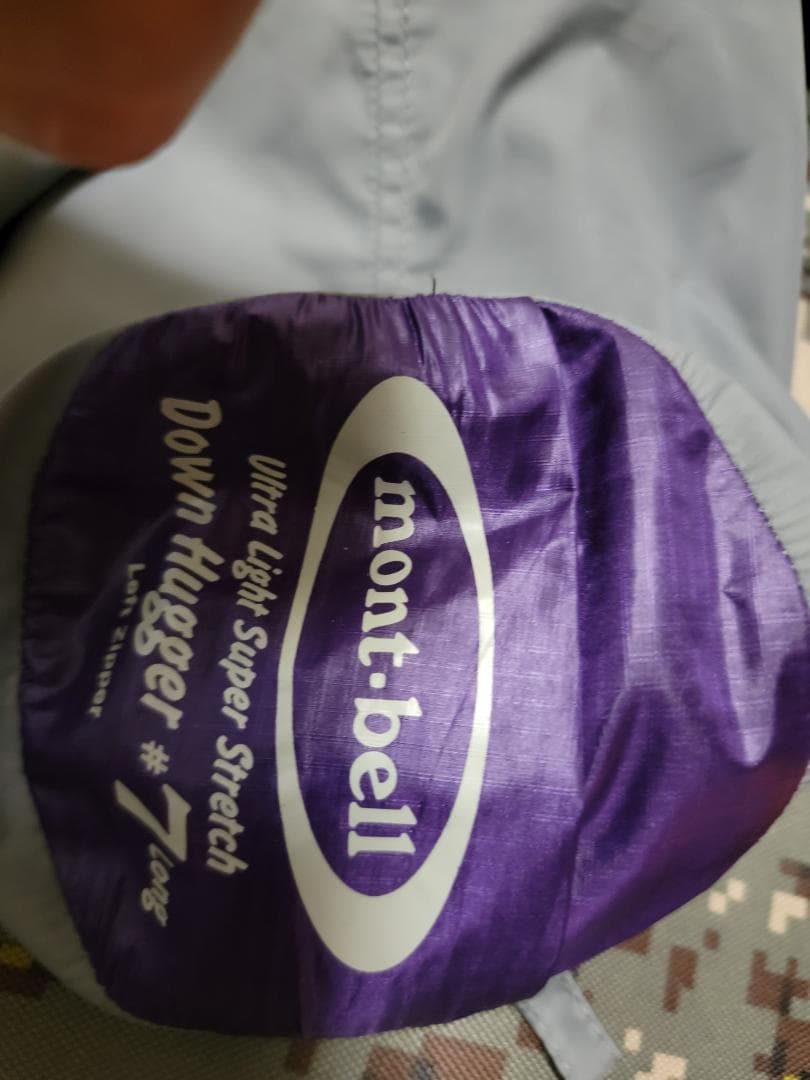 mont·bell
Ultra Light Super Stretch
Down Hugger #7 Long
Left Zipper